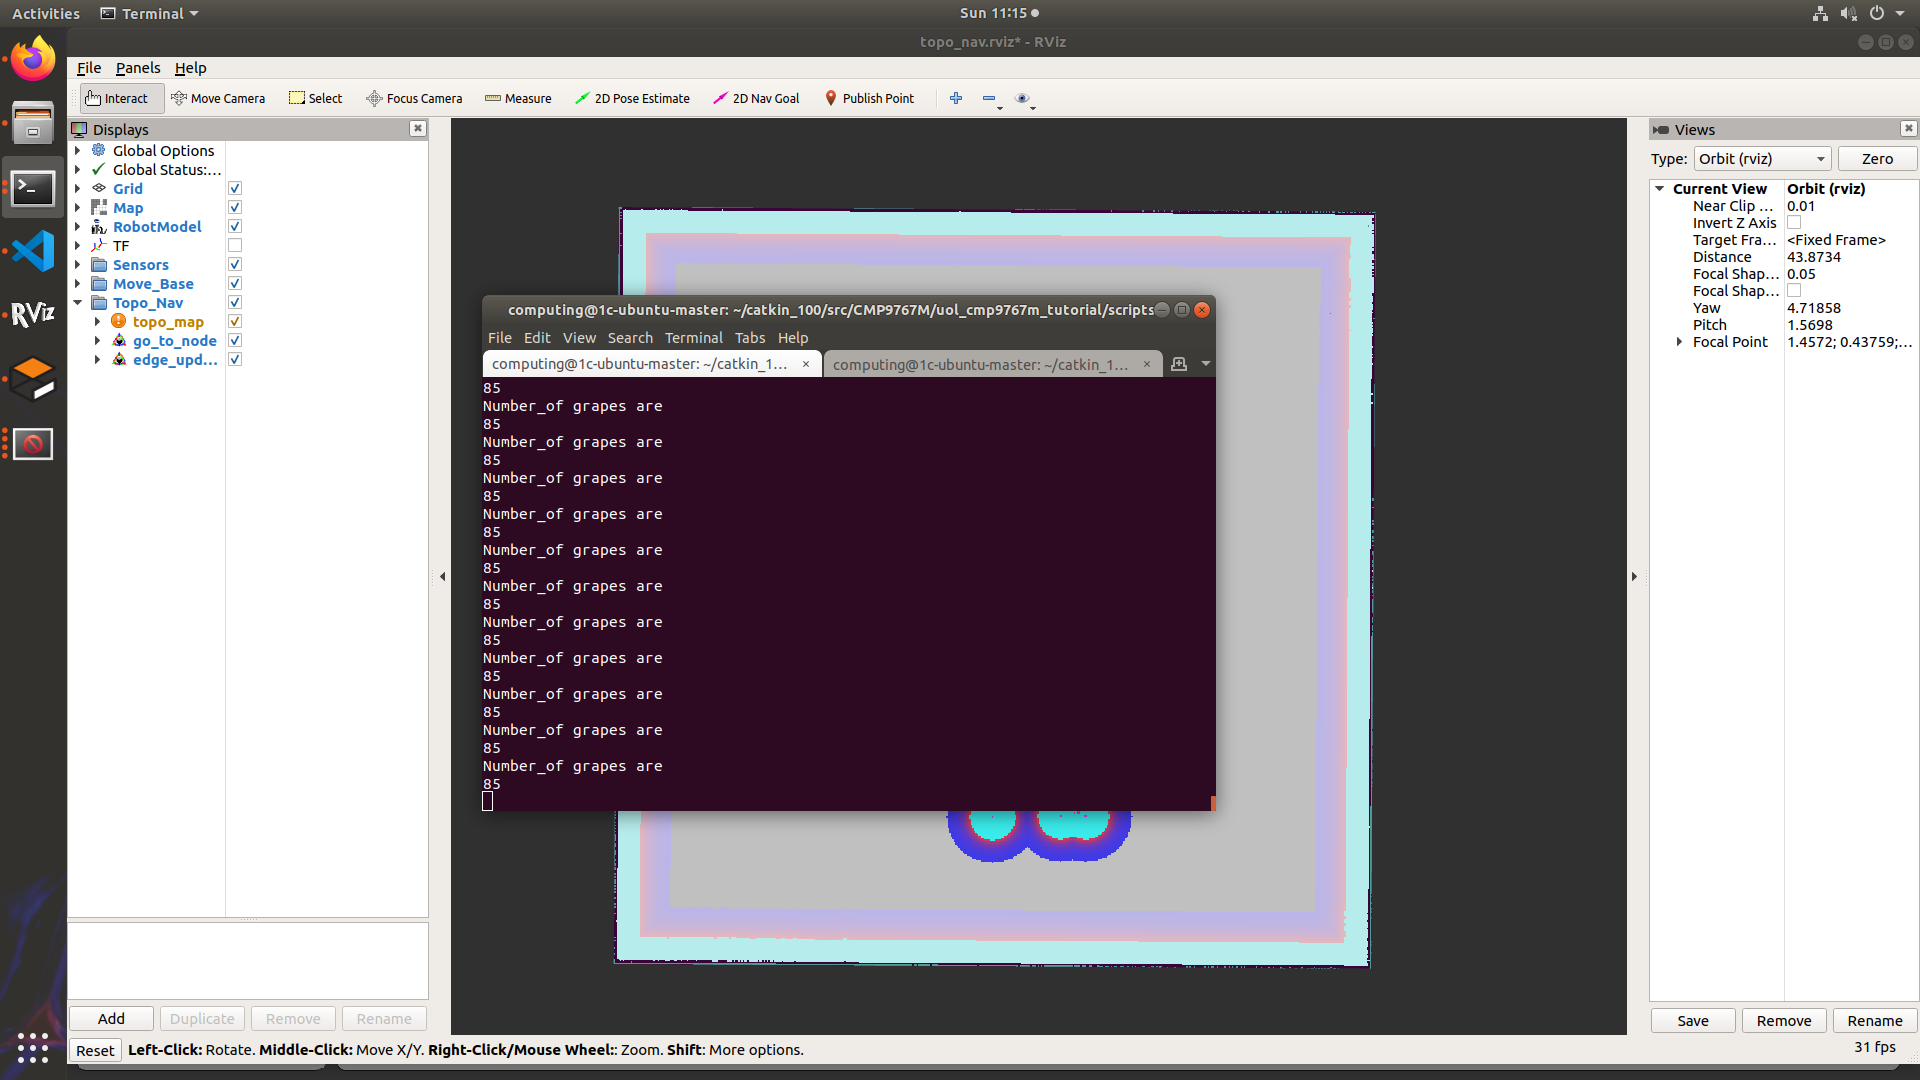 Activities Terminal Sun 11:15
topo_nav.rviz* - RViz
File Panels Help
Interact Move Camera Select Focus Camera Measure 2D Pose Estimate 2D Nav Goal Publish Point
Displays
Global Options
Global Status:...
Grid
Map
RobotModel
TF
Sensors
Move_Base
Topo_Nav
topo_map
go_to_node
edge_upd...
Add Duplicate Remove Rename
RViz
computing@1c-ubuntu-master: ~/catkin_100/src/CMP9767M/uol_cmp9767m_tutorial/scripts
File Edit View Search Terminal Tabs Help
computing@1c-ubuntu-master: ~/catkin_1... × computing@1c-ubuntu-master: ~/catkin_1... ×
85
Number_of grapes are
85
Number_of grapes are
85
Number_of grapes are
85
Number_of grapes are
85
Number_of grapes are
85
Number_of grapes are
85
Number_of grapes are
85
Number_of grapes are
85
Number_of grapes are
85
Number_of grapes are
85
Number_of grapes are
85
Views
Type: Orbit (rviz) Zero
Current View Orbit (rviz)
Near Clip ... 0.01
Invert Z Axis
Target Fra... <Fixed Frame>
Distance 43.8734
Focal Shap... 0.05
Focal Shap...
Yaw 4.71858
Pitch 1.5698
Focal Point 1.4572; 0.43759;...
Save Remove Rename
Reset Left-Click: Rotate. Middle-Click: Move X/Y. Right-Click/Mouse Wheel:: Zoom. Shift: More options. 31 fps